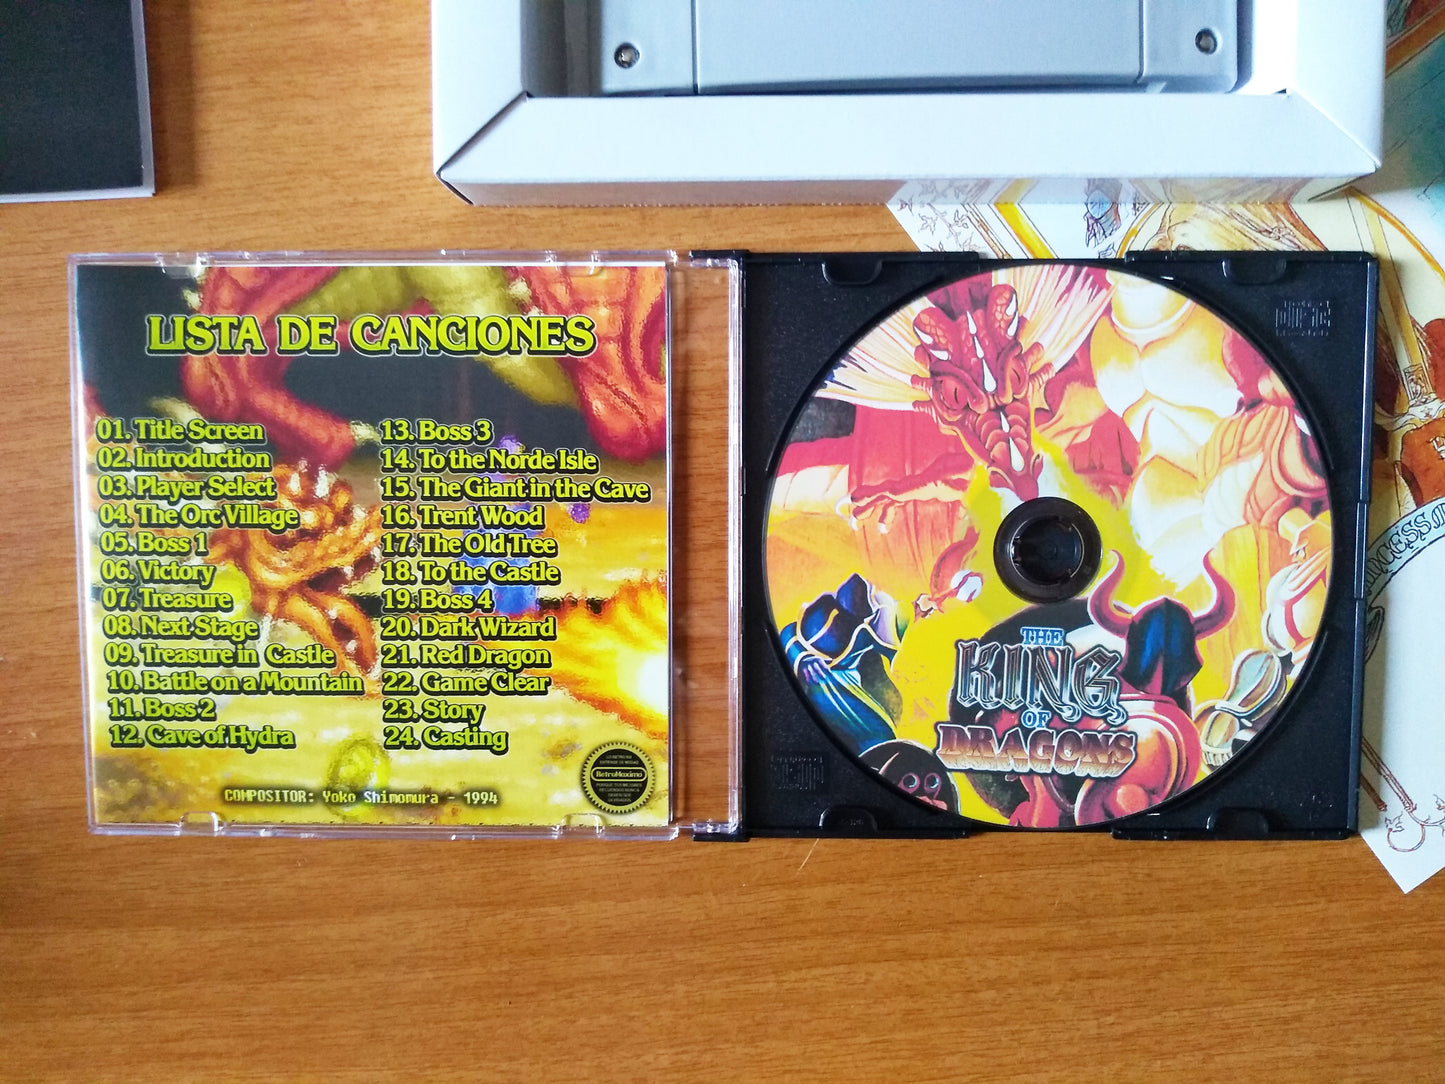 LISTA DE CANCIONES
01. Title Screen
02. Introduction
03. Player Select
04. The Orc Village
05. Boss 1
06. Victory
07. Treasure
08. Next Stage
09. Treasure in Castle
10. Battle on a Mountain
11. Boss 2
12. Cave of Hydra
13. Boss 3
14. To the Norde Isle
15. The Giant in the Cave
16. Trent Wood
17. The Old Tree
18. To the Castle
19. Boss 4
20. Dark Wizard
21. Red Dragon
22. Game Clear
23. Story
24. Casting
COMPOSITOR: Yoko Shimomura - 1994
RetroMaximo
THE
KING
OF
DRAGONS